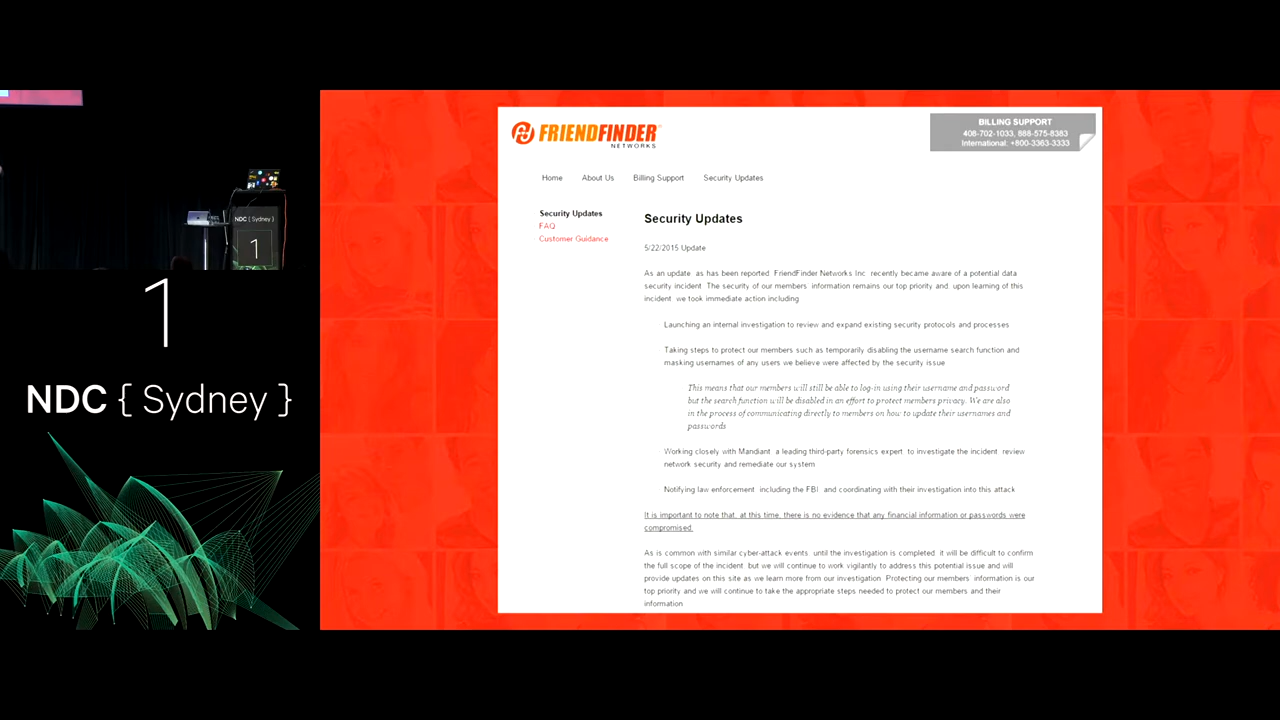 NDC { Sydney }
1
1
NDC { Sydney }
FRIENDFINDER
NETWORKS
BILLING SUPPORT
408-702-1033, 888-575-8383
International: +800-3363-3333
Home About Us Billing Support Security Updates
Security Updates
FAQ
Customer Guidance
Security Updates
5/22/2015 Update
As an update as has been reported FriendFinder Networks Inc recently became aware of a potential data
security incident The security of our members information remains our top priority and upon learning of this
incident we took immediate action including
Launching an internal investigation to review and expand existing security protocols and processes
Taking steps to protect our members such as temporarily disabling the username search function and
masking usernames of any users we believe were affected by the security issue
This means that our members will still be able to log-in using their username and password
but the search function will be disabled in an effort to protect members privacy. We are also
in the process of communicating directly to members on how to update their usernames and
passwords
Working closely with Mandiant a leading third-party forensics expert to investigate the incident review
network security and remediate our system
Notifying law enforcement including the FBI and coordinating with their investigation into this attack
It is important to note that, at this time, there is no evidence that any financial information or passwords were
compromised.
As is common with similar cyber-attack events until the investigation is completed it will be difficult to confirm
the full scope of the incident but we will continue to work vigilantly to address this potential issue and will
provide updates on this site as we learn more from our investigation Protecting our members information is our
top priority and we will continue to take the appropriate steps needed to protect our members and their
information